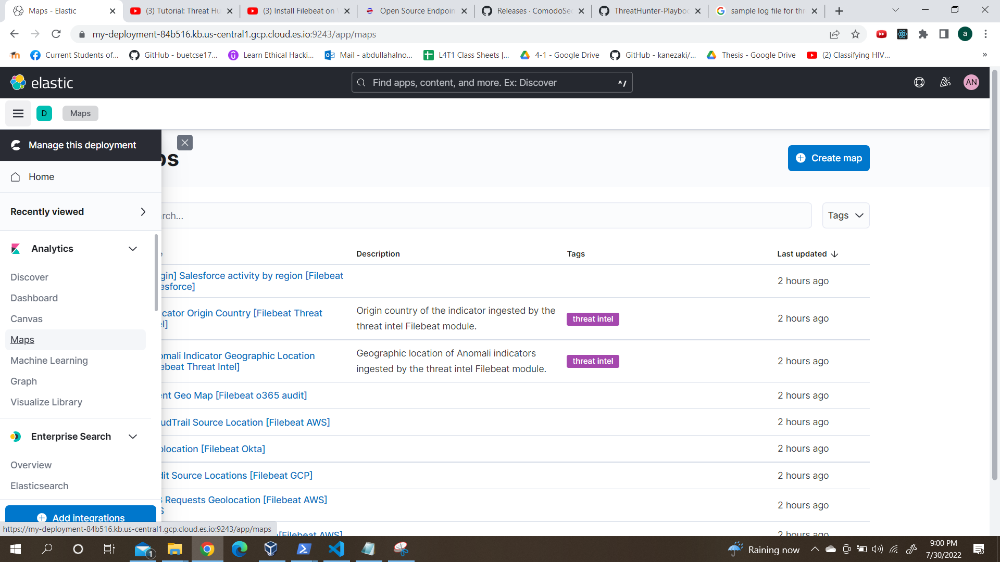 Maps - Elastic
(3) Tutorial: Threat Hu
(3) Install Filebeat on
Open Source Endpoin
Releases · ComodoSec
ThreatHunter-Playboo
sample log file for thr
my-deployment-84b516.kb.us-central1.gcp.cloud.es.io:9243/app/maps
a
Current Students of...
GitHub - buetcse17...
Learn Ethical Hacki...
Mail - abdullahalno...
L4T1 Class Sheets |...
4-1 - Google Drive
GitHub - kanezaki/...
Thesis - Google Drive
(2) Classifying HIV...
»
elastic
Find apps, content, and more. Ex: Discover
^/
AN
D
Maps
Manage this deployment
ps
Create map
Home
Recently viewed
rch...
Tags
Analytics
Description
Tags
Last updated
Discover
gin] Salesforce activity by region [Filebeat
esforce]
2 hours ago
Dashboard
Canvas
cator Origin Country [Filebeat Threat
l]
Origin country of the indicator ingested by the
threat intel Filebeat module.
threat intel
2 hours ago
Maps
Machine Learning
omali Indicator Geographic Location
ebeat Threat Intel]
Geographic location of Anomali indicators
ingested by the threat intel Filebeat module.
threat intel
2 hours ago
Graph
Visualize Library
ent Geo Map [Filebeat o365 audit]
2 hours ago
udTrail Source Location [Filebeat AWS]
2 hours ago
Enterprise Search
olocation [Filebeat Okta]
2 hours ago
Overview
dit Source Locations [Filebeat GCP]
2 hours ago
Elasticsearch
3 Requests Geolocation [Filebeat AWS]
S
2 hours ago
Add integrations
https://my-deployment-84b516.kb.us-central1.gcp.cloud.es.io:9243/app/maps
[Filebeat AWS]
2 hours ago
1
Raining now
9:00 PM
7/30/2022